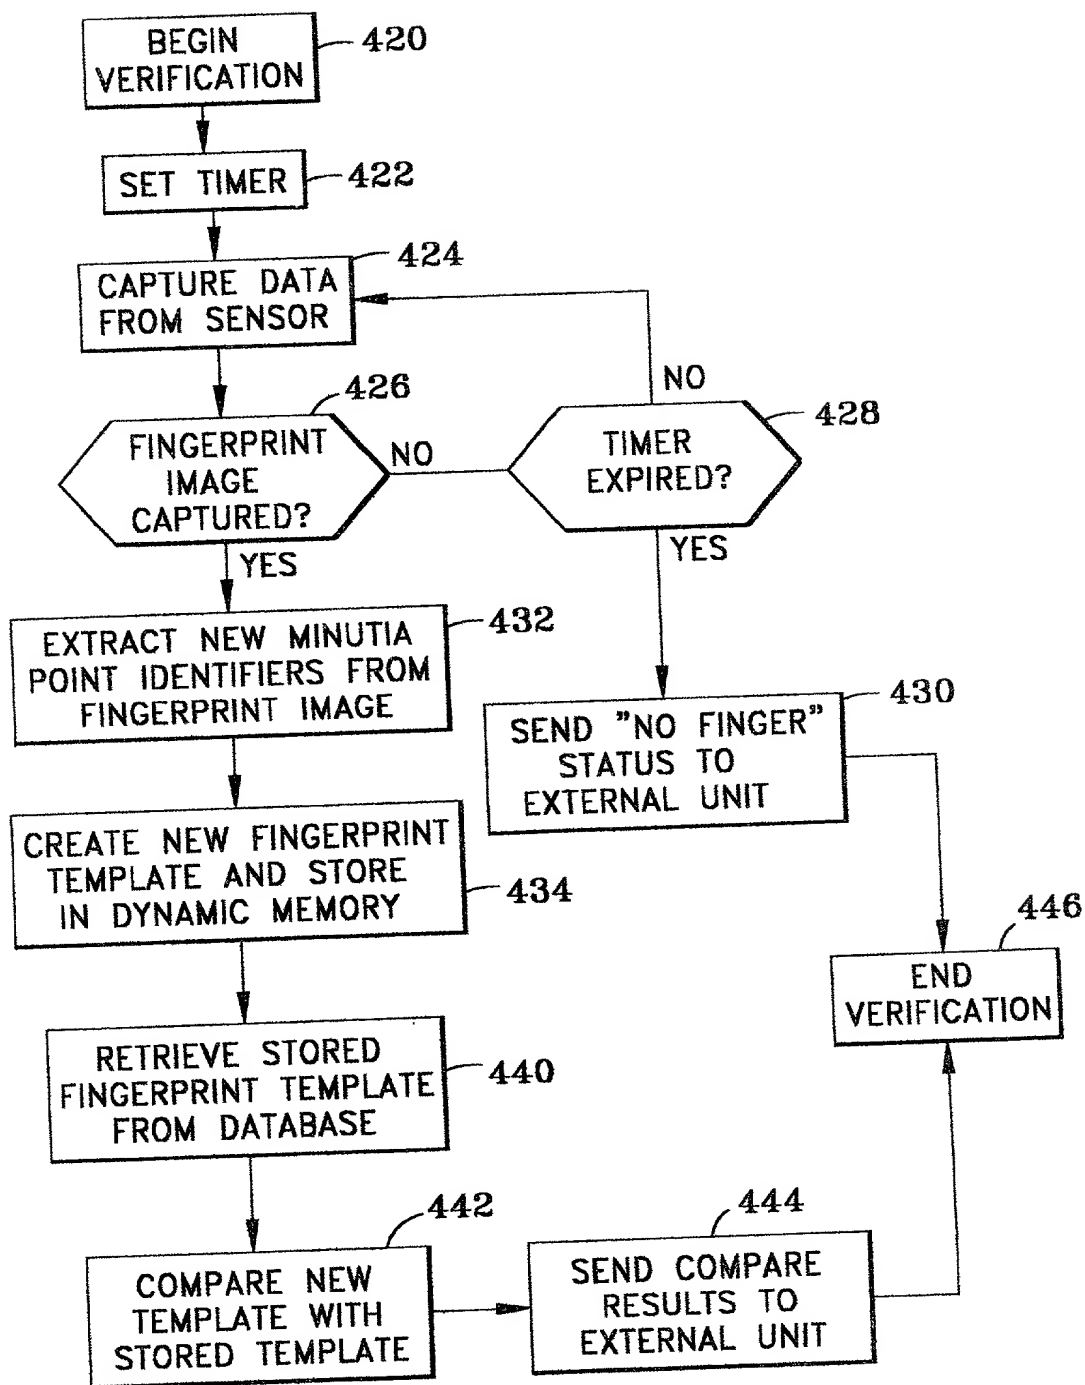 BEGIN
VERIFICATION
420
SET TIMER
422
CAPTURE DATA
FROM SENSOR
424
FINGERPRINT
IMAGE
CAPTURED?
426
NO
YES
TIMER
EXPIRED?
428
NO
YES
EXTRACT NEW MINUTIA
POINT IDENTIFIERS FROM
FINGERPRINT IMAGE
432
SEND "NO FINGER"
STATUS TO
EXTERNAL UNIT
430
CREATE NEW FINGERPRINT
TEMPLATE AND STORE
IN DYNAMIC MEMORY
434
END
VERIFICATION
446
RETRIEVE STORED
FINGERPRINT TEMPLATE
FROM DATABASE
440
COMPARE NEW
TEMPLATE WITH
STORED TEMPLATE
442
SEND COMPARE
RESULTS TO
EXTERNAL UNIT
444